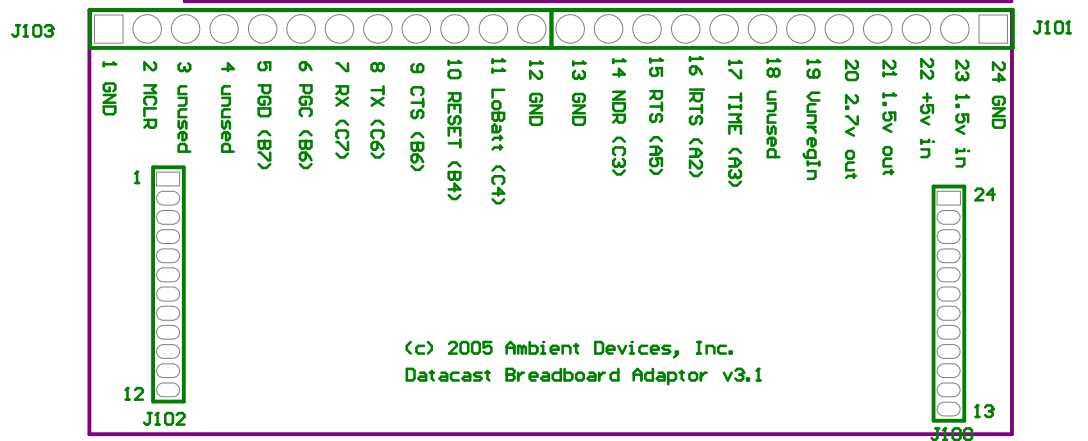 J103
J101
1 GND
2 MCLR
3 unused
4 unused
5 PGD (B7)
6 PGC (B6)
7 RX (C7)
8 TX (C6)
9 CTS (B6)
10 RESET (B4)
11 LoBatt (C4)
12 GND
13 GND
14 NDR (C3)
15 RTS (A5)
16 IRTS (A2)
17 TIME (A3)
18 unused
19 VunregIn
20 2.7v out
21 1.5v out
22 +5v in
23 1.5v in
24 GND
1
24
(c) 2005 Ambient Devices, Inc.
Datacast Breadboard Adaptor v3.1
12
13
J102
J100